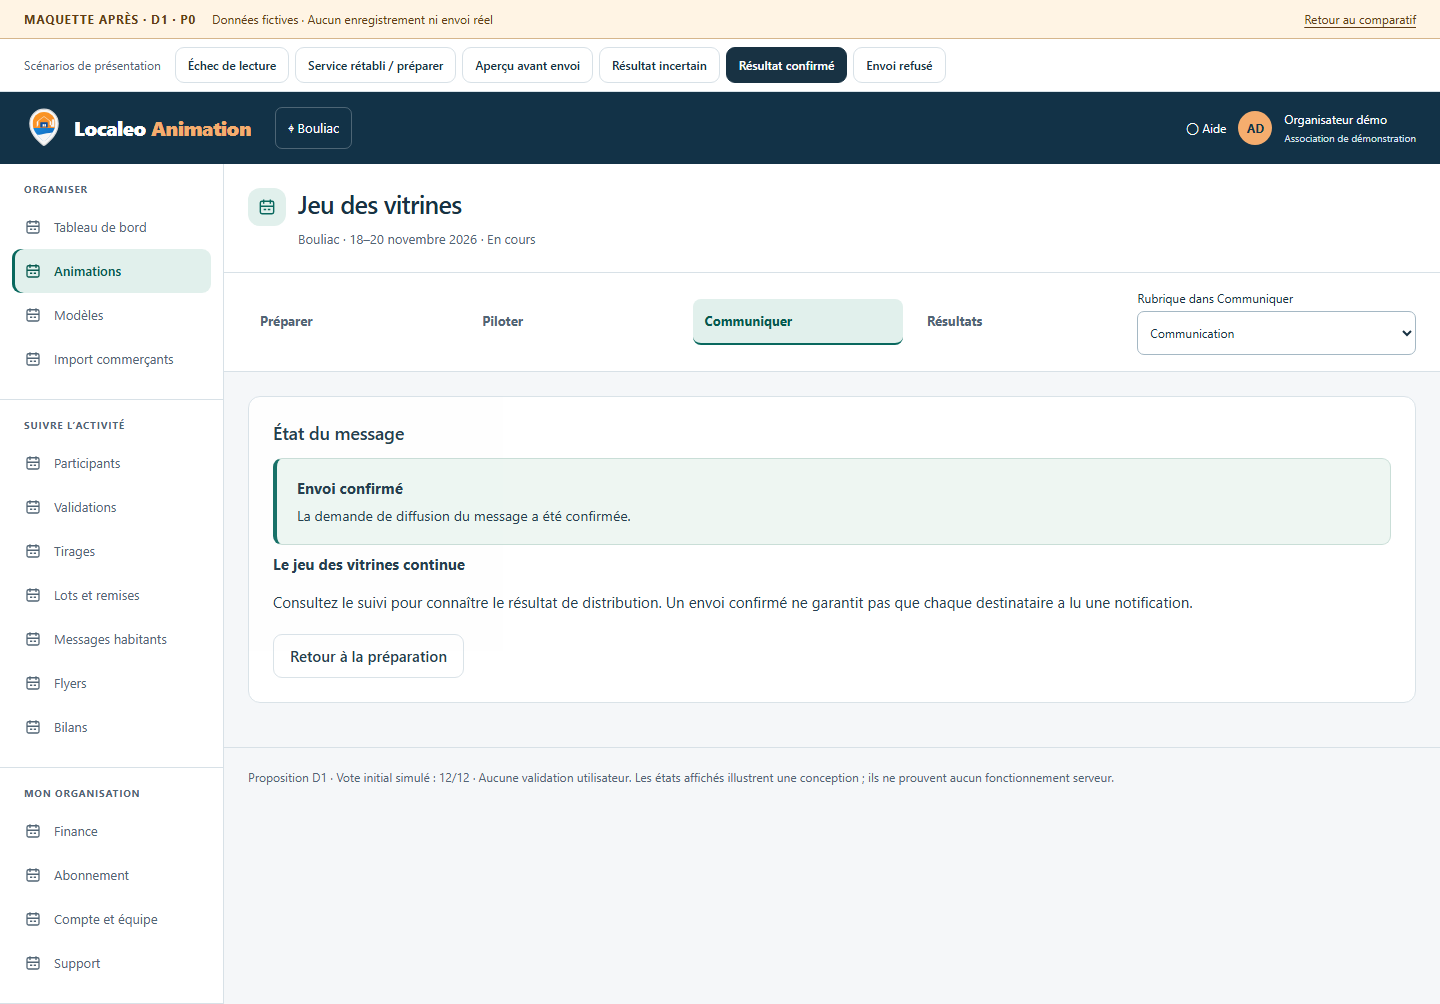 MAQUETTE APRÈS · D1 · P0 Données fictives · Aucun enregistrement ni envoi réel Retour au comparatif
Scénarios de présentation Échec de lecture Service rétabli / préparer Aperçu avant envoi Résultat incertain Résultat confirmé Envoi refusé
Localeo Animation Bouliac Aide AD Organisateur démo
Association de démonstration
ORGANISER
Tableau de bord
Animations
Modèles
Import commerçants
SUIVRE L'ACTIVITÉ
Participants
Validations
Tirages
Lots et remises
Messages habitants
Flyers
Bilans
MON ORGANISATION
Finance
Abonnement
Compte et équipe
Support
Jeu des vitrines
Bouliac · 18–20 novembre 2026 · En cours
Préparer Piloter Communiquer Résultats
Rubrique dans Communiquer
Communication
État du message
Envoi confirmé
La demande de diffusion du message a été confirmée.
Le jeu des vitrines continue
Consultez le suivi pour connaître le résultat de distribution. Un envoi confirmé ne garantit pas que chaque destinataire a lu une notification.
Retour à la préparation
Proposition D1 · Vote initial simulé : 12/12 · Aucune validation utilisateur. Les états affichés illustrent une conception ; ils ne prouvent aucun fonctionnement serveur.